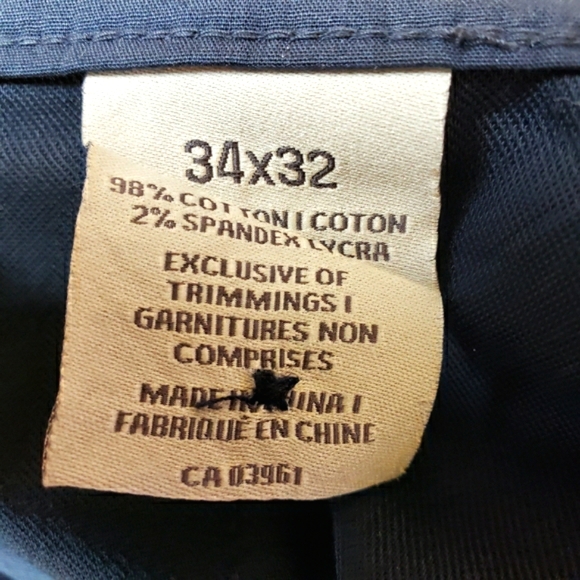 34x32
98% COTTON | COTON
2% SPANDEX LYCRA
EXCLUSIVE OF
TRIMMINGS |
GARNITURES NON
COMPRISES
MADE IN CHINA |
FABRIQUÉ EN CHINE
CA 03961